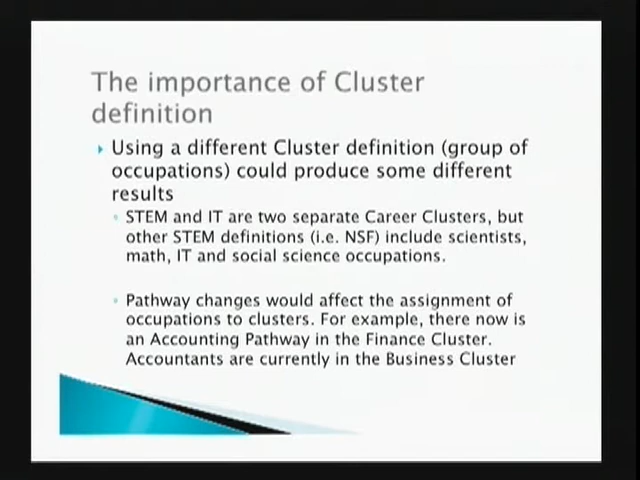 The importance of Cluster
definition
Using a different Cluster definition (group of
occupations) could produce some different
results
STEM and IT are two separate Career Clusters, but
other STEM definitions (i.e. NSF) include scientists,
math, IT and social science occupations.
Pathway changes would affect the assignment of
occupations to clusters. For example, there now is
an Accounting Pathway in the Finance Cluster.
Accountants are currently in the Business Cluster